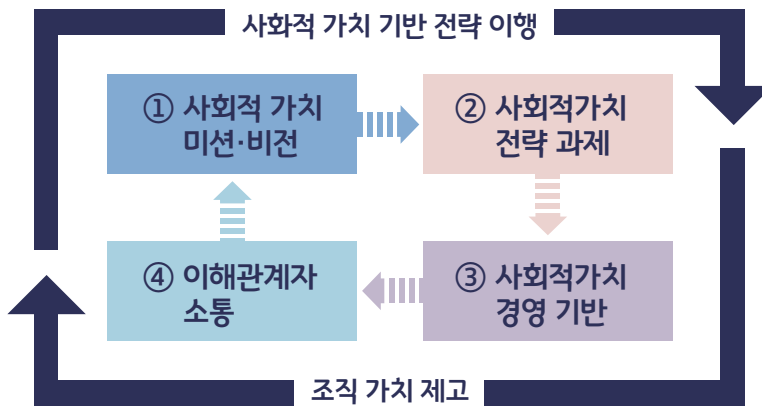 사화적 가치 기반 전략 이행
① 사회적 가치
미션·비전
② 사회적가치
전략 과제
④ 이해관계자
소통
③ 사회적가치
경영 기반
조직 가치 제고